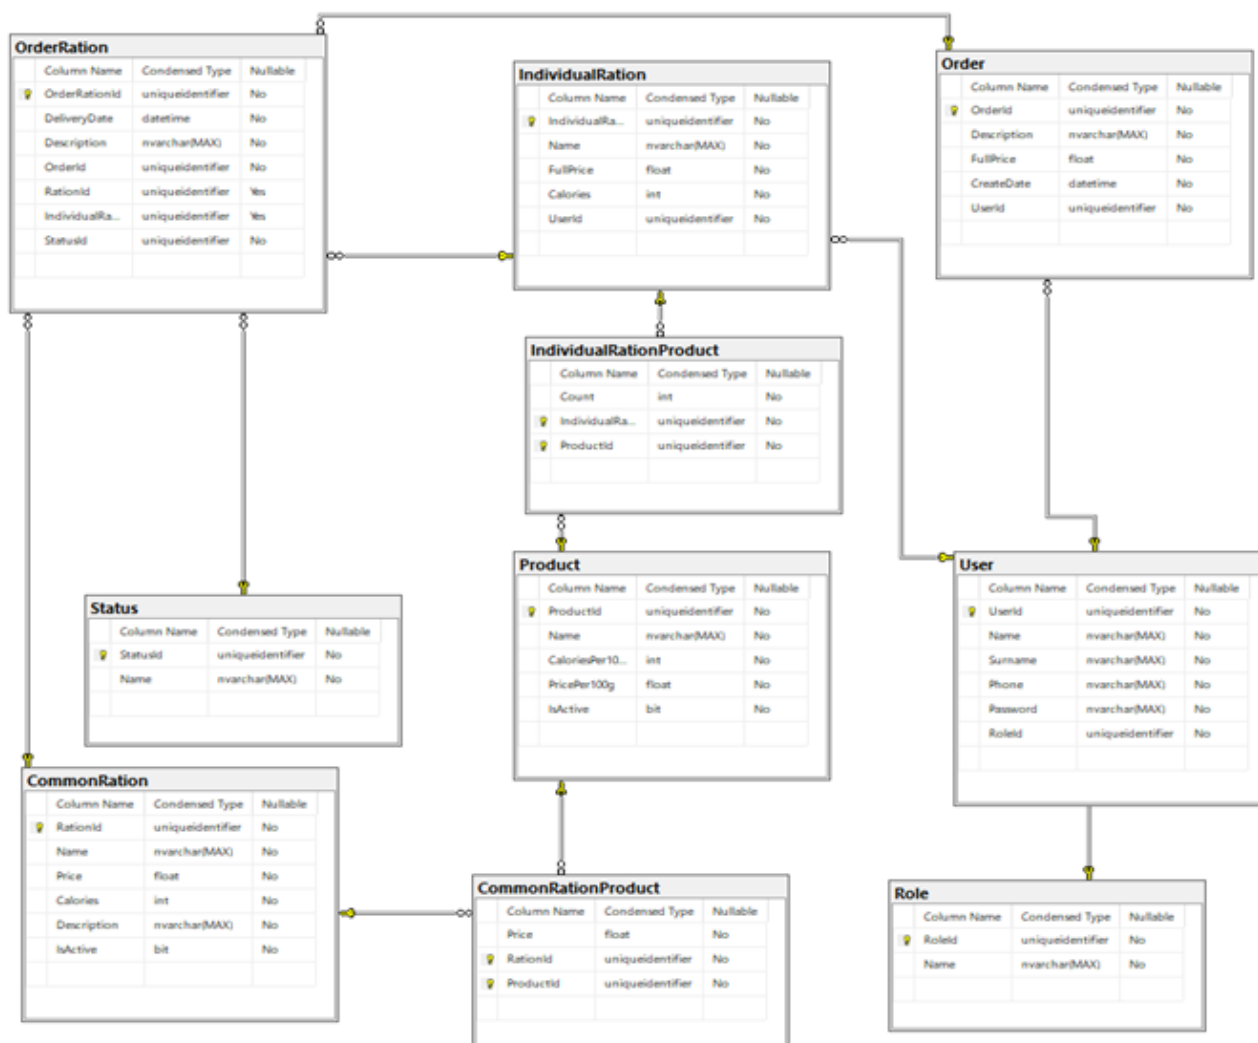 OrderRation
Column Name Condensed Type Nullable
OrderRationId uniqueidentifier No
DeliveryDate datetime No
Description nvarchar(MAX) No
OrderId uniqueidentifier No
RationId uniqueidentifier Yes
IndividualRa... uniqueidentifier Yes
StatusId uniqueidentifier No
IndividualRation
Column Name Condensed Type Nullable
IndividualRa... uniqueidentifier No
Name nvarchar(MAX) No
FullPrice float No
Calories int No
UserId uniqueidentifier No
Order
Column Name Condensed Type Nullable
OrderId uniqueidentifier No
Description nvarchar(MAX) No
FullPrice float No
CreateDate datetime No
UserId uniqueidentifier No
IndividualRationProduct
Column Name Condensed Type Nullable
Count int No
IndividualRa... uniqueidentifier No
ProductId uniqueidentifier No
Status
Column Name Condensed Type Nullable
StatusId uniqueidentifier No
Name nvarchar(MAX) No
Product
Column Name Condensed Type Nullable
ProductId uniqueidentifier No
Name nvarchar(MAX) No
CaloriesPer10... int No
PricePer100g float No
IsActive bit No
User
Column Name Condensed Type Nullable
UserId uniqueidentifier No
Name nvarchar(MAX) No
Surname nvarchar(MAX) No
Phone nvarchar(MAX) No
Password nvarchar(MAX) No
RoleId uniqueidentifier No
CommonRation
Column Name Condensed Type Nullable
RationId uniqueidentifier No
Name nvarchar(MAX) No
Price float No
Calories int No
Description nvarchar(MAX) No
IsActive bit No
CommonRationProduct
Column Name Condensed Type Nullable
Price float No
RationId uniqueidentifier No
ProductId uniqueidentifier No
Role
Column Name Condensed Type Nullable
RoleId uniqueidentifier No
Name nvarchar(MAX) No